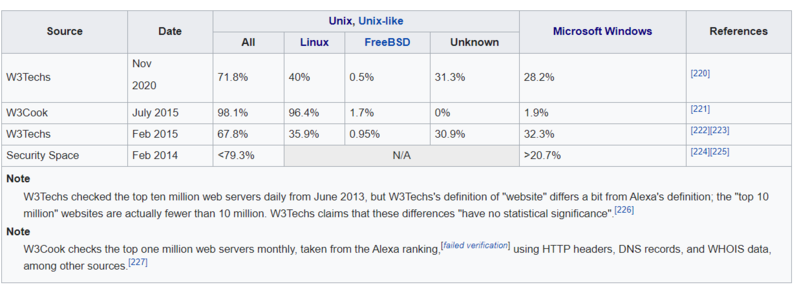 Source Date Unix, Unix-like Microsoft Windows References
All Linux FreeBSD Unknown
W3Techs Nov 2020 71.8% 40% 0.5% 31.3% 28.2% [220]
W3Cook July 2015 98.1% 96.4% 1.7% 0% 1.9% [221]
W3Techs Feb 2015 67.8% 35.9% 0.95% 30.9% 32.3% [222][223]
Security Space Feb 2014 <79.3% N/A >20.7% [224][225]
Note
W3Techs checked the top ten million web servers daily from June 2013, but W3Techs's definition of "website" differs a bit from Alexa's definition; the "top 10
million" websites are actually fewer than 10 million. W3Techs claims that these differences "have no statistical significance".[226]
Note
W3Cook checks the top one million web servers monthly, taken from the Alexa ranking,[failed verification] using HTTP headers, DNS records, and WHOIS data,
among other sources.[227]